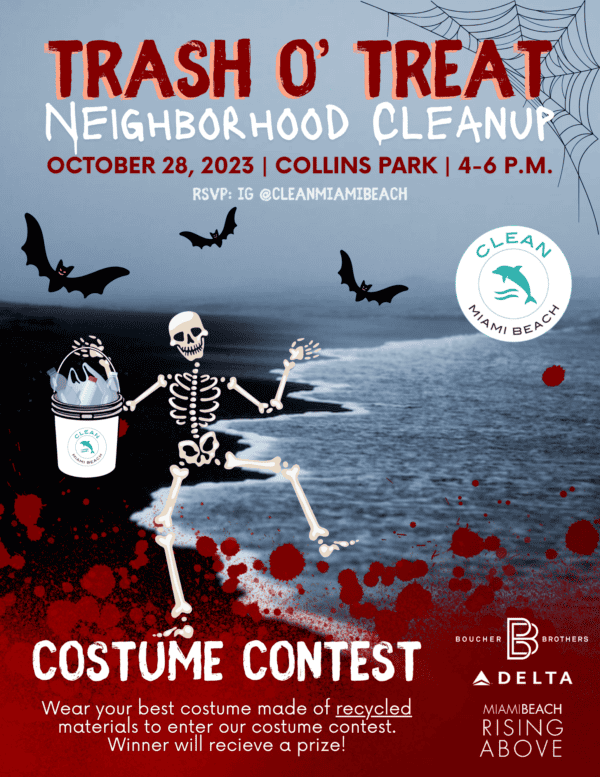 TRASH O' TREAT
NEIGHBORHOOD CLEANUP
OCTOBER 28, 2023 | COLLINS PARK | 4-6 P.M.
RSVP: IG @CLEANMIAMIBEACH
CLEAN
MIAMI BEACH
CLEAN
MIAMI BEACH
COSTUME CONTEST
Wear your best costume made of recycled
materials to enter our costume contest.
Winner will recieve a prize!
BOUCHER B BROTHERS
DELTA
MIAMIBEACH
RISING
ABOVE